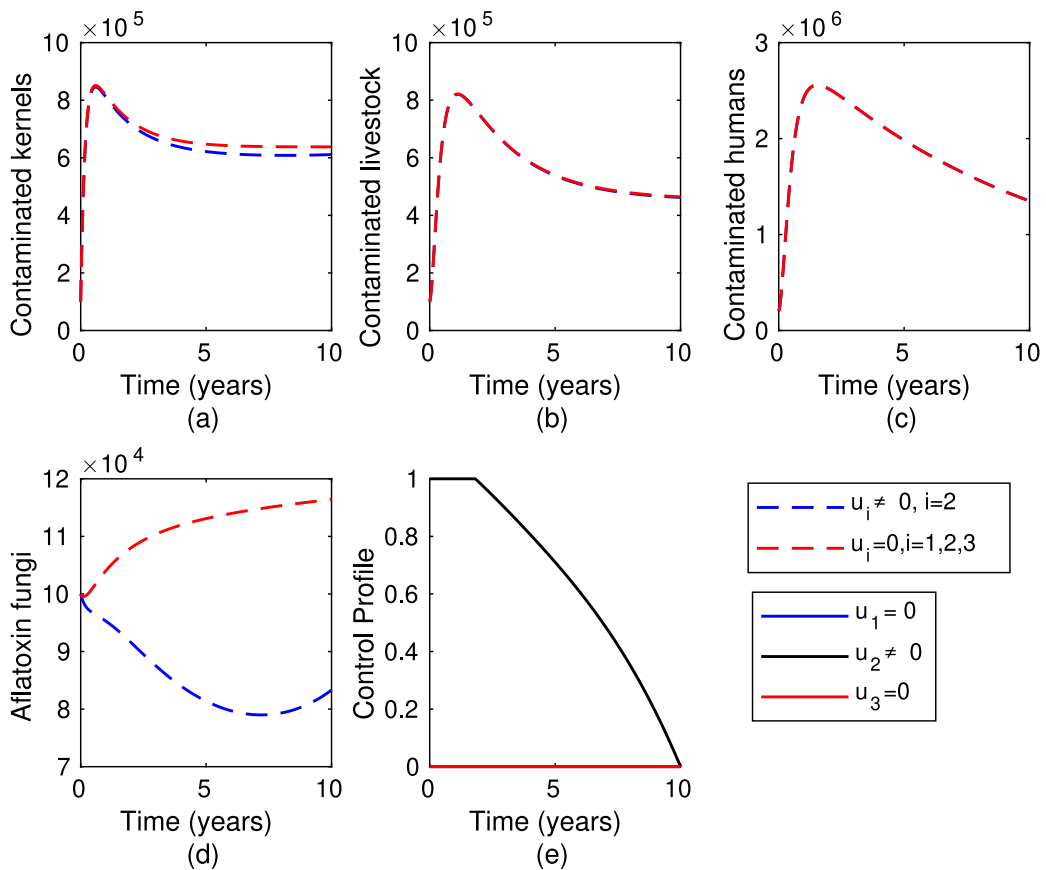 ×10^5
10
8
6
4
2
0
Contaminated kernels
0 5 10
Time (years)
(a)
×10^5
10
8
6
4
2
0
Contaminated livestock
0 5 10
Time (years)
(b)
×10^6
3
2
1
0
Contaminated humans
0 5 10
Time (years)
(c)
×10^4
12
11
10
9
8
7
Aflatoxin fungi
0 5 10
Time (years)
(d)
1
0.8
0.6
0.4
0.2
0
Control Profile
0 5 10
Time (years)
(e)
u_i ≠ 0, i=2
u_i=0,i=1,2,3
u_1 = 0
u_2 ≠ 0
u_3=0